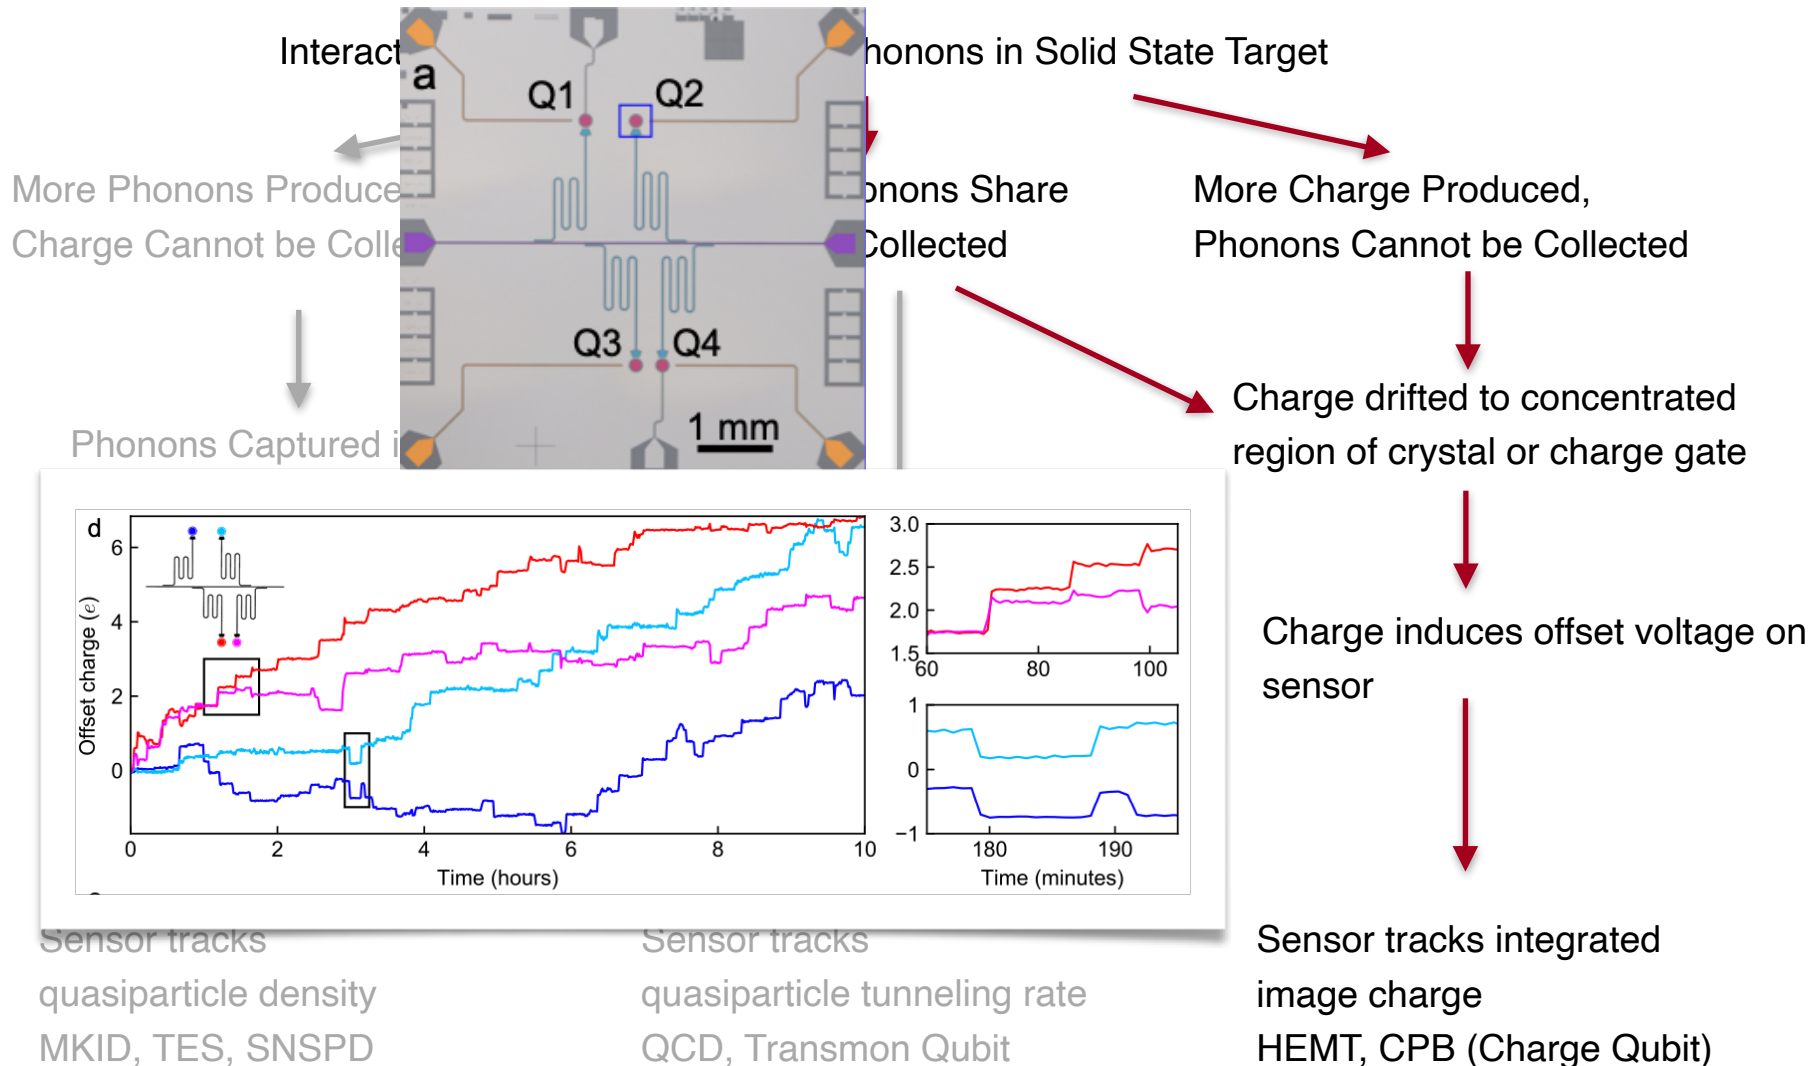 Interact
honons in Solid State Target
a
Q1
Q2
More Phonons Produce
onons Share
More Charge Produced,
Charge Cannot be Colle
Collected
Phonons Cannot be Collected
Q3
Q4
1 mm
Charge drifted to concentrated
Phonons Captured i
region of crystal or charge gate
d
Offset charge (e)
6
4
2
0
0
2
4
6
8
10
Time (hours)
3.0
2.5
2.0
1.5
60
80
100
1
0
−1
180
190
Time (minutes)
Charge induces offset voltage on
sensor
Sensor tracks
quasiparticle density
MKID, TES, SNSPD
Sensor tracks
quasiparticle tunneling rate
QCD, Transmon Qubit
Sensor tracks integrated
image charge
HEMT, CPB (Charge Qubit)